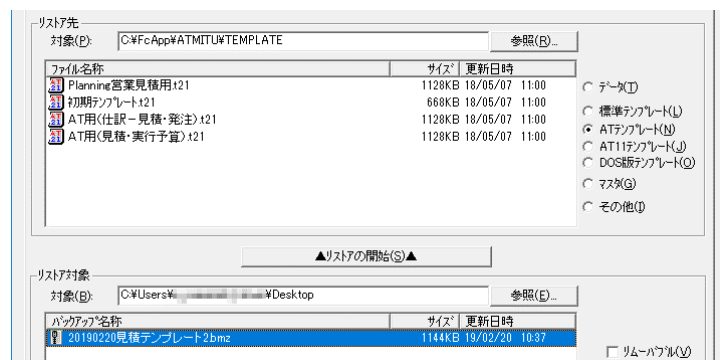 リストア先
対象(P): C:¥FcApp¥ATMITU¥TEMPLATE 参照(R)...
ファイル名称 サイズ 更新日時
Planning営業見積用.t21 1128KB 18/05/07 11:00
初期テンプレート.t21 668KB 18/05/07 11:00
AT用(仕訳－見積・発注).t21 1128KB 18/05/07 11:00
AT用(見積・実行予算).t21 1128KB 18/05/07 11:00
データ(T)
標準テンプレート(L)
ATテンプレート(N)
AT11テンプレート(J)
DOS版テンプレート(O)
マスタ(G)
その他(I)
▲リストアの開始(S)▲
リストア対象
対象(B): C:¥Users¥ ¥Desktop 参照(E)...
バックアップ名称 サイズ 更新日時
20190220見積テンプレート2.bmz 1144KB 19/02/20 10:37
リムーバブル(V)